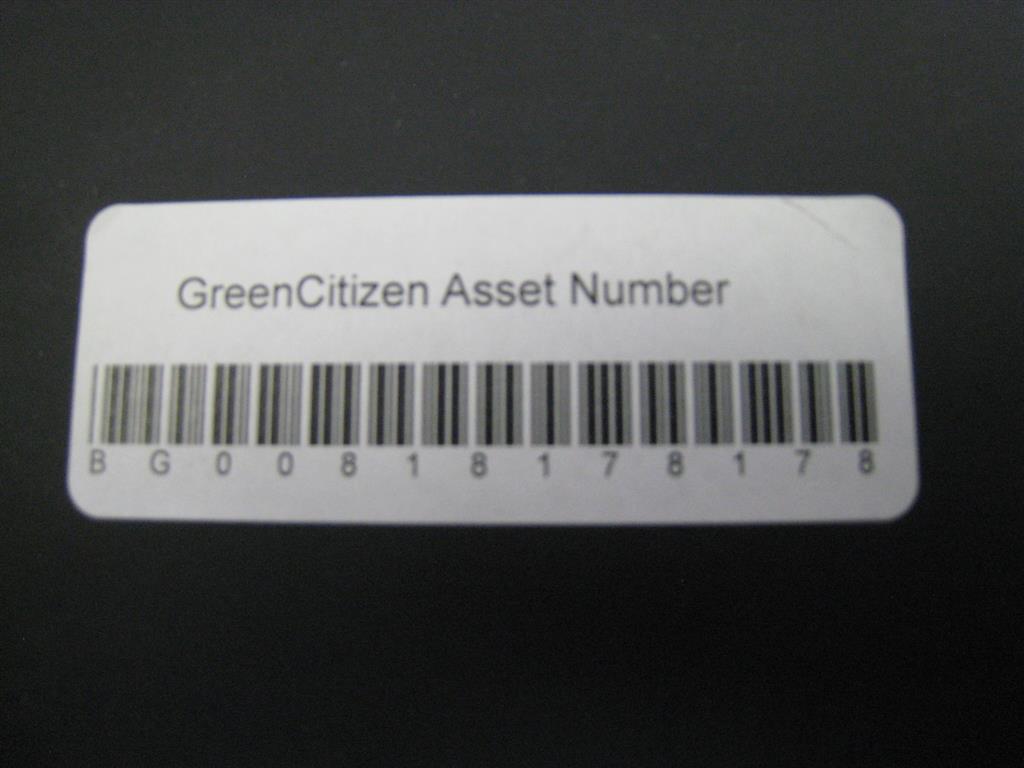 GreenCitizen Asset Number
B G 0 0 8 1 8 1 7 8 1 7 8